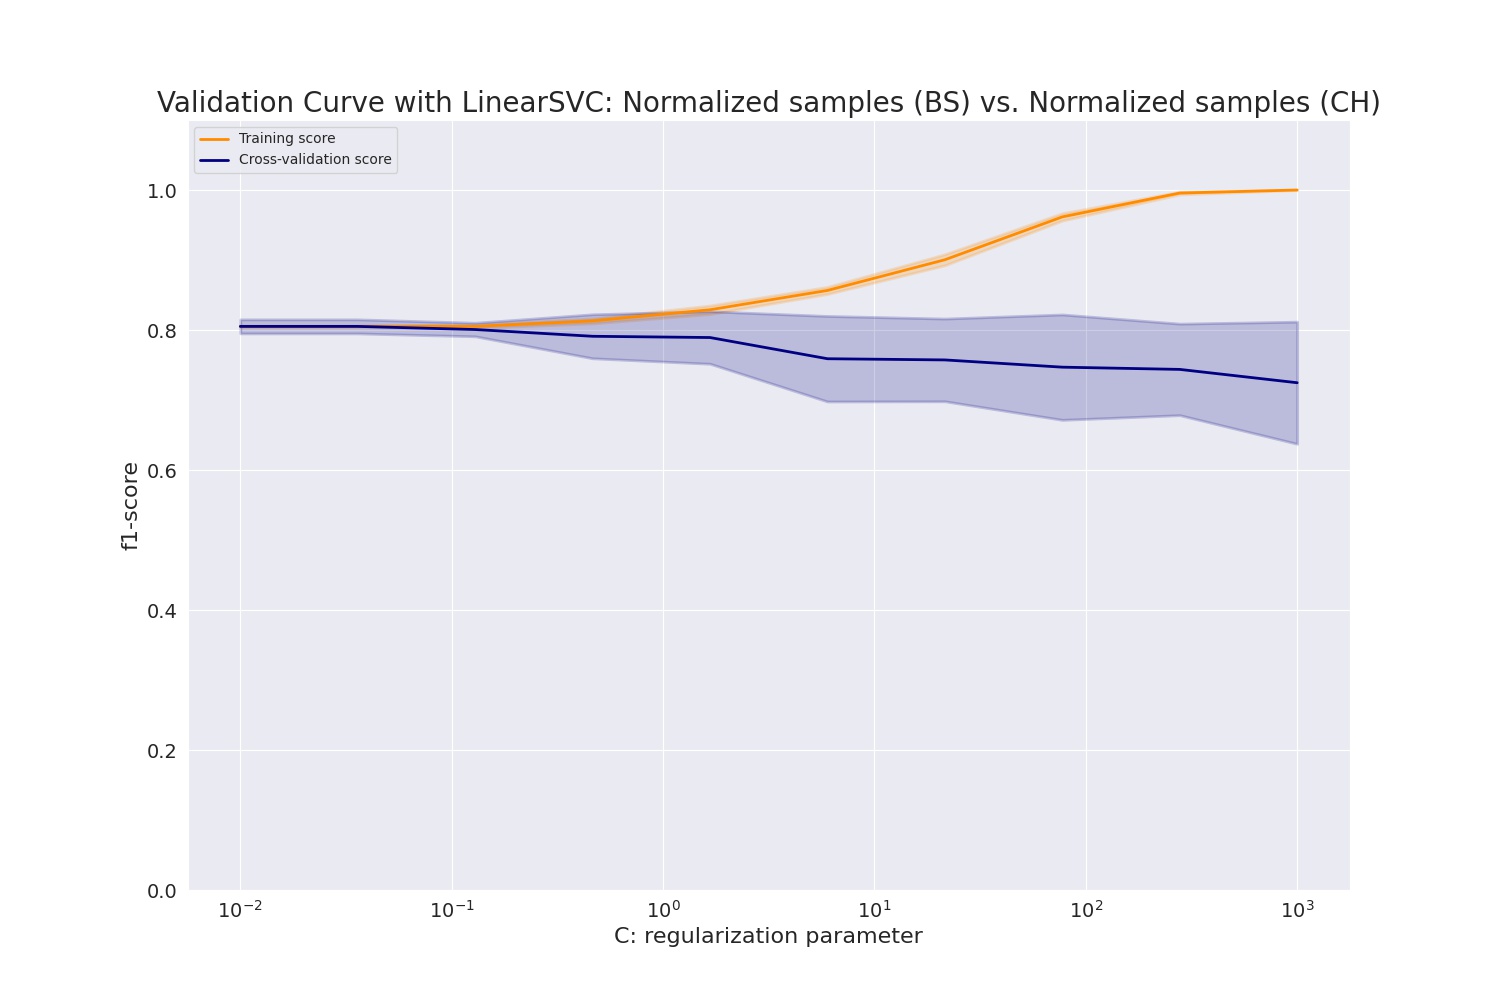 Validation Curve with LinearSVC: Normalized samples (BS) vs. Normalized samples (CH)
Training score
Cross-validation score
1.0
0.8
0.6
0.4
0.2
0.0
f1-score
10⁻² 10⁻¹ 10⁰ 10¹ 10² 10³
C: regularization parameter